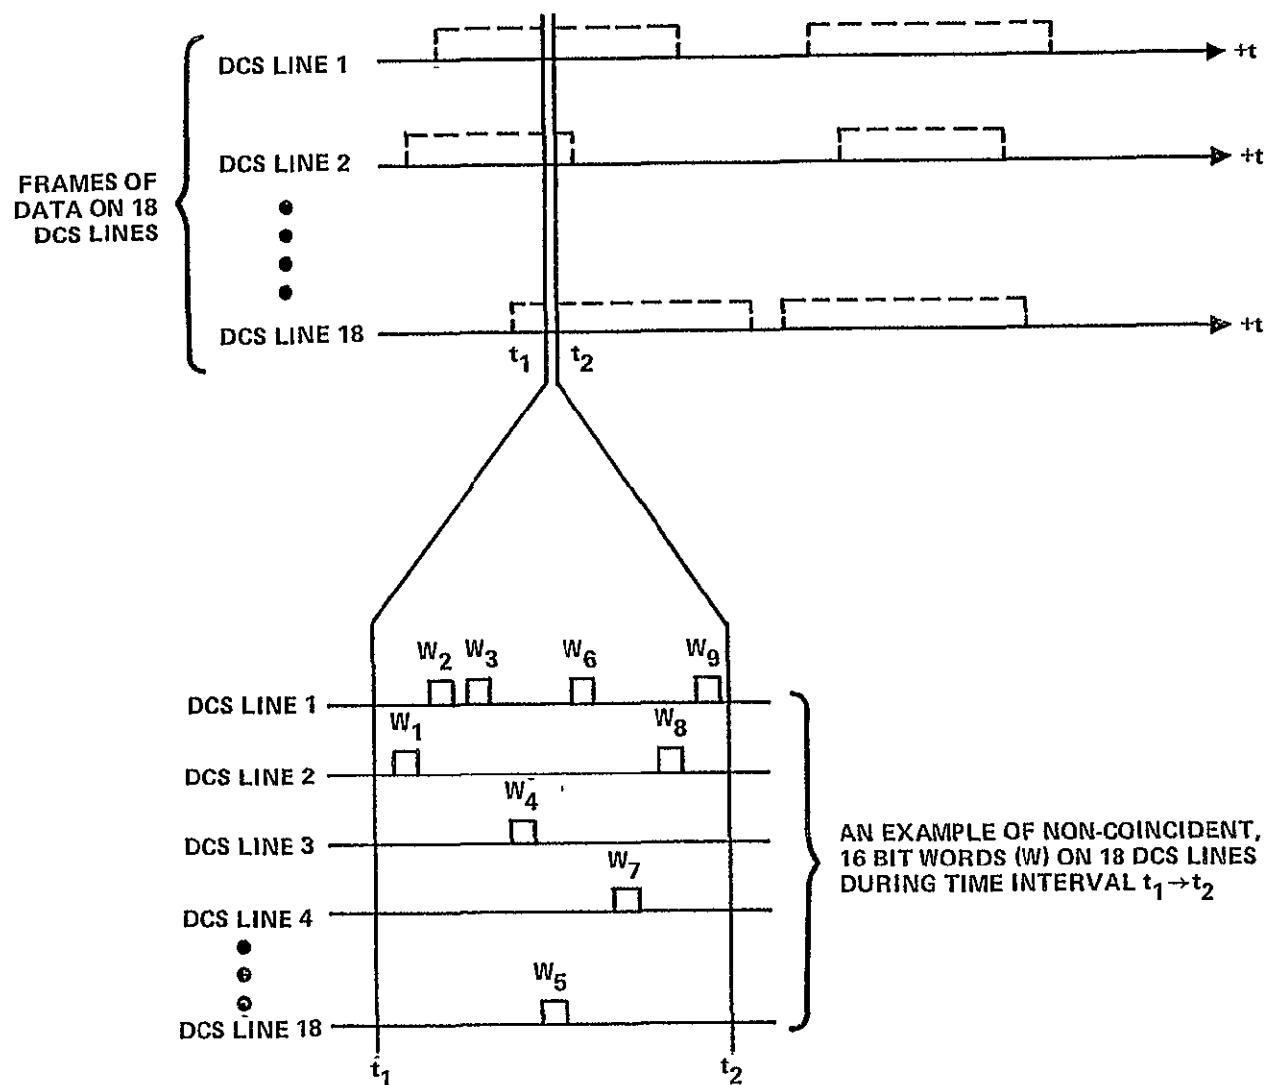 DCS LINE 1
+t
DCS LINE 2
+t
FRAMES OF
DATA ON 18
DCS LINES
DCS LINE 18
+t
t1
t2
W2
W3
W6
W9
DCS LINE 1
W1
W8
DCS LINE 2
W4
DCS LINE 3
W7
DCS LINE 4
W5
DCS LINE 18
AN EXAMPLE OF NON-COINCIDENT,
16 BIT WORDS (W) ON 18 DCS LINES
DURING TIME INTERVAL t1→t2
t1
t2